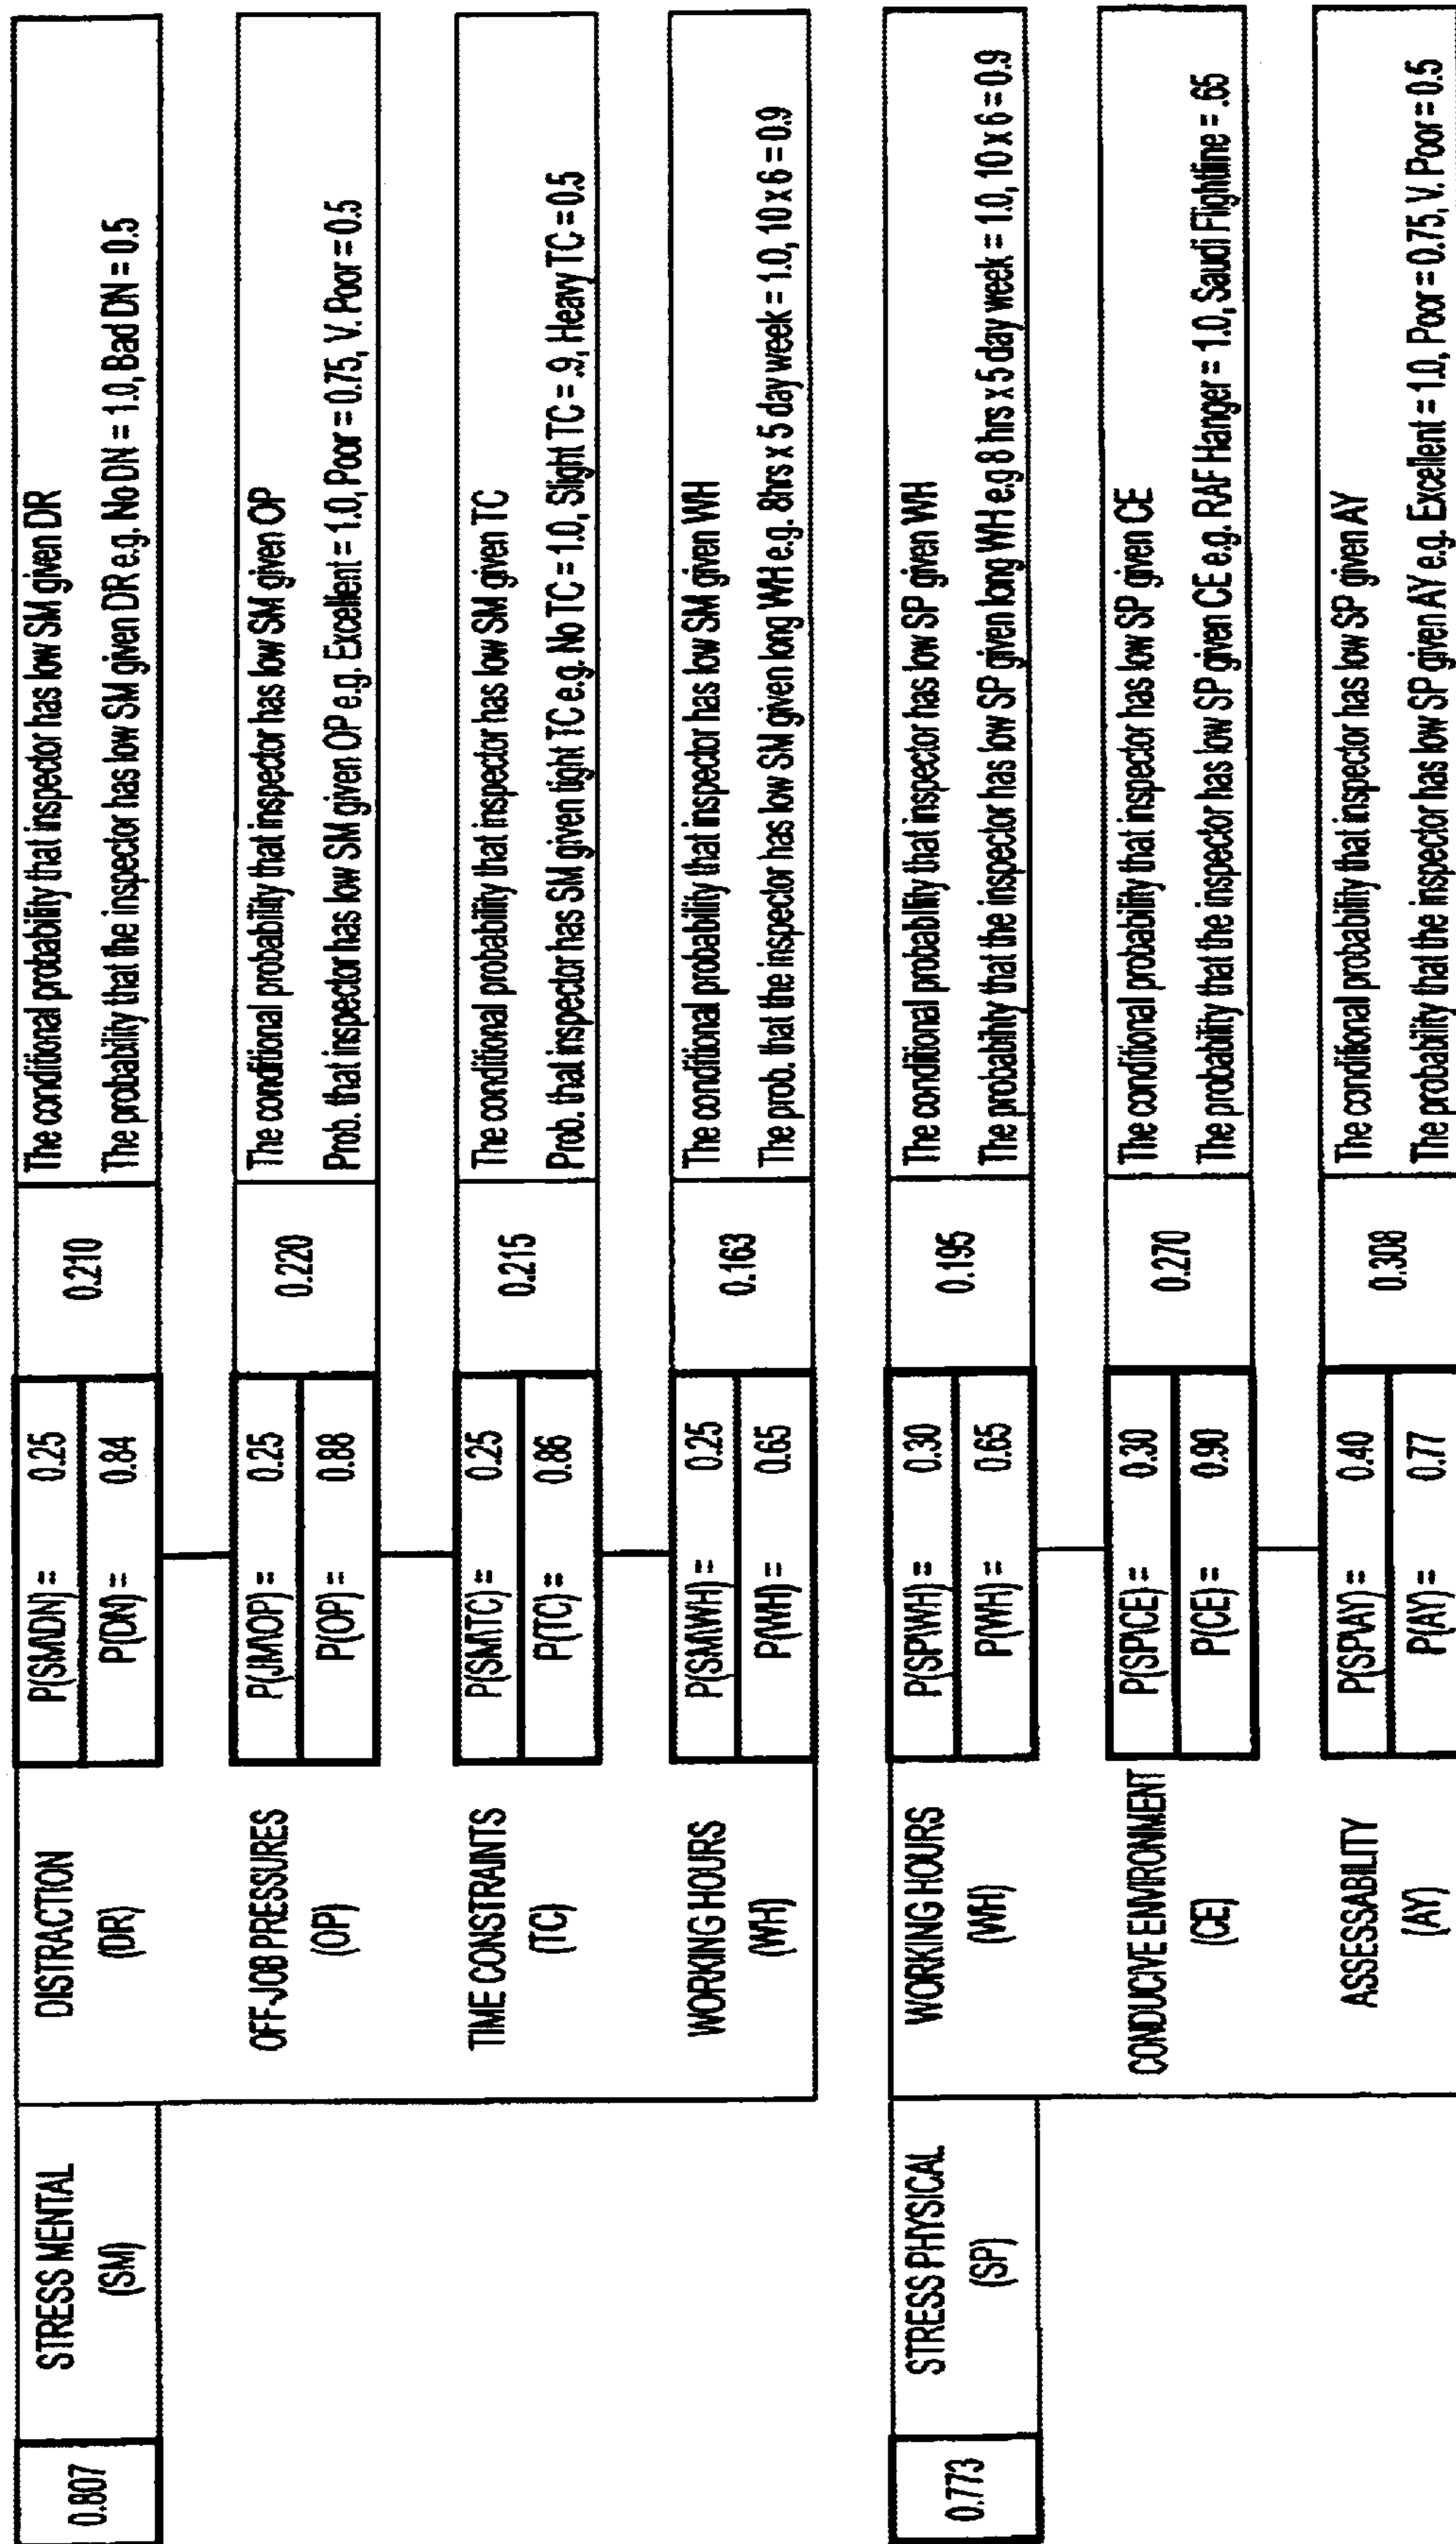 0.807
STRESS MENTAL
(SM)
DISTRACTION
(DR)
P(SM\DN) = 0.25
P(DN) = 0.84
0.210
The conditional probability that inspector has low SM given DR
The probability that the inspector has low SM given DR e.g. No DN = 1.0, Bad DN = 0.5
OFF-JOB PRESSURES
(OP)
P(JM\OP) = 0.25
P(OP) = 0.88
0.220
The conditional probability that inspector has low SM given OP
Prob. that inspector has low SM given OP e.g. Excellent = 1.0, Poor = 0.75, V. Poor = 0.5
TIME CONSTRAINTS
(TC)
P(SM\TC) = 0.25
P(TC) = 0.86
0.215
The conditional probability that inspector has low SM given TC
Prob. that inspector has SM given tight TC e.g. No TC = 1.0, Slight TC = .9, Heavy TC = 0.5
WORKING HOURS
(WH)
P(SM\WH) = 0.25
P(WH) = 0.65
0.163
The conditional probability that inspector has low SM given WH
The prob. that the inspector has low SM given long WH e.g. 8hrs x 5 day week = 1.0, 10 x 6 = 0.9
0.773
STRESS PHYSICAL
(SP)
WORKING HOURS
(WH)
P(SP\WH) = 0.30
P(WH) = 0.65
0.195
The conditional probability that inspector has low SP given WH
The probability that the inspector has low SP given long WH e.g 8 hrs x 5 day week = 1.0, 10 x 6 = 0.9
CONDUCIVE ENVIRONMENT
(CE)
P(SP\CE) = 0.30
P(CE) = 0.90
0.270
The conditional probability that inspector has low SP given CE
The probability that the inspector has low SP given CE e.g. RAF Hanger = 1.0, Saudi Flightline = .65
ASSESSABILITY
(AY)
P(SP\AY) = 0.40
P(AY) = 0.77
0.308
The conditional probability that inspector has low SP given AY
The probability that the inspector has low SP given AY e.g. Excellent = 1.0, Poor = 0.75, V. Poor = 0.5